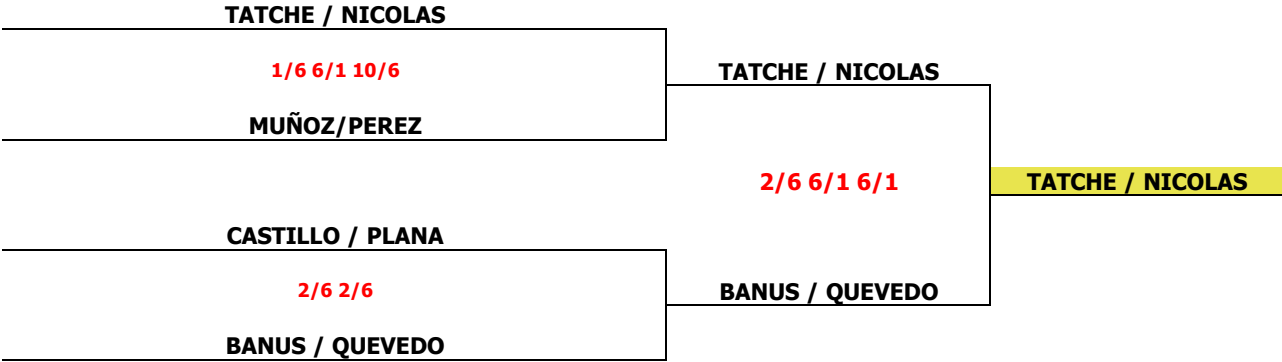 TATCHE / NICOLAS
1/6 6/1 10/6
TATCHE / NICOLAS
MUÑOZ/PEREZ
2/6 6/1 6/1
TATCHE / NICOLAS
CASTILLO / PLANA
2/6 2/6
BANUS / QUEVEDO
BANUS / QUEVEDO